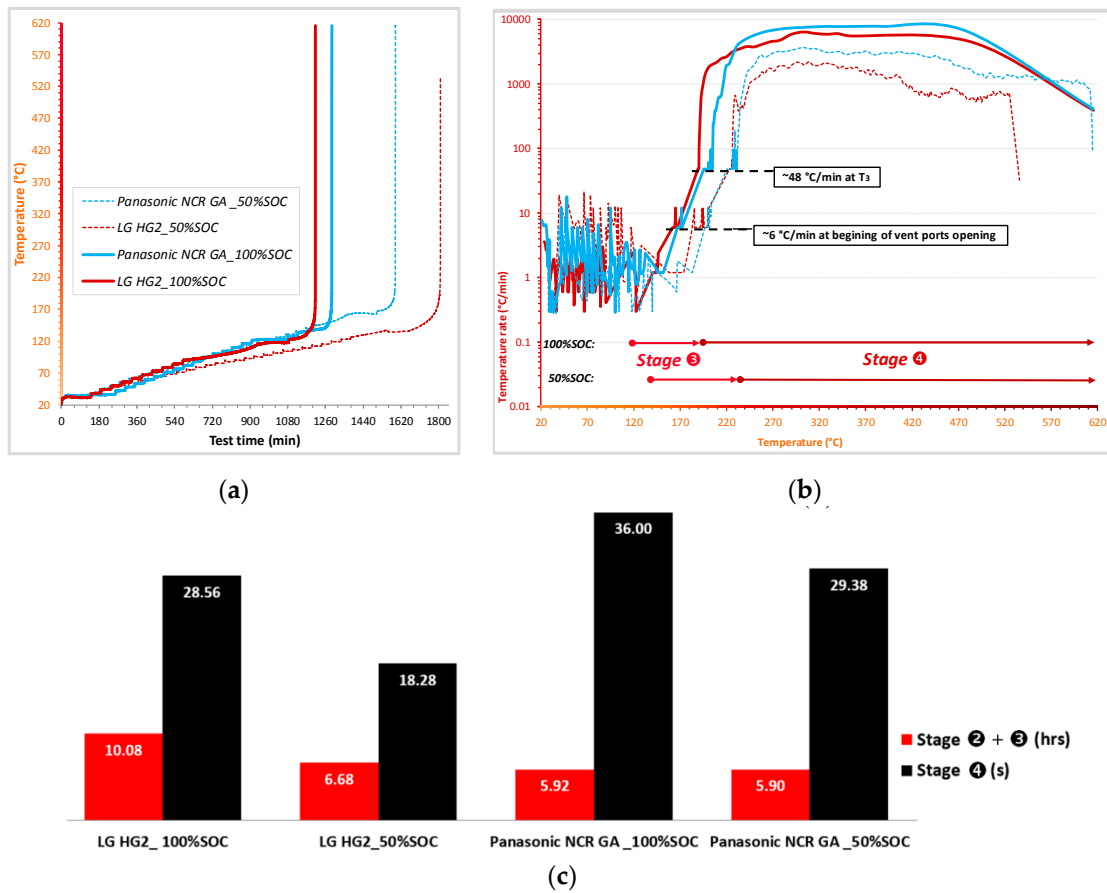 620
570
520
470
420
370
320
270
220
170
120
70
20
Temperature (°C)
Panasonic NCR GA _50%SOC
LG HG2_50%SOC
Panasonic NCR GA_100%SOC
LG HG2_100%SOC
0 180 360 540 720 900 1080 1260 1440 1620 1800
Test time (min)
(a)
10000
1000
100
10
1
0.1
0.01
Temperature rate (°C/min)
~48 °C/min at T3
~6 °C/min at begining of vent ports opening
100%SOC:
Stage ❸
Stage ❹
50%SOC:
20 70 120 170 220 270 320 370 420 470 520 570 620
Temperature (°C)
(b)
10.08
28.56
6.68
18.28
5.92
36.00
5.90
29.38
Stage ❷ + ❸ (hrs)
Stage ❹ (s)
LG HG2_ 100%SOC LG HG2_50%SOC Panasonic NCR GA _100%SOC Panasonic NCR GA _50%SOC
(c)